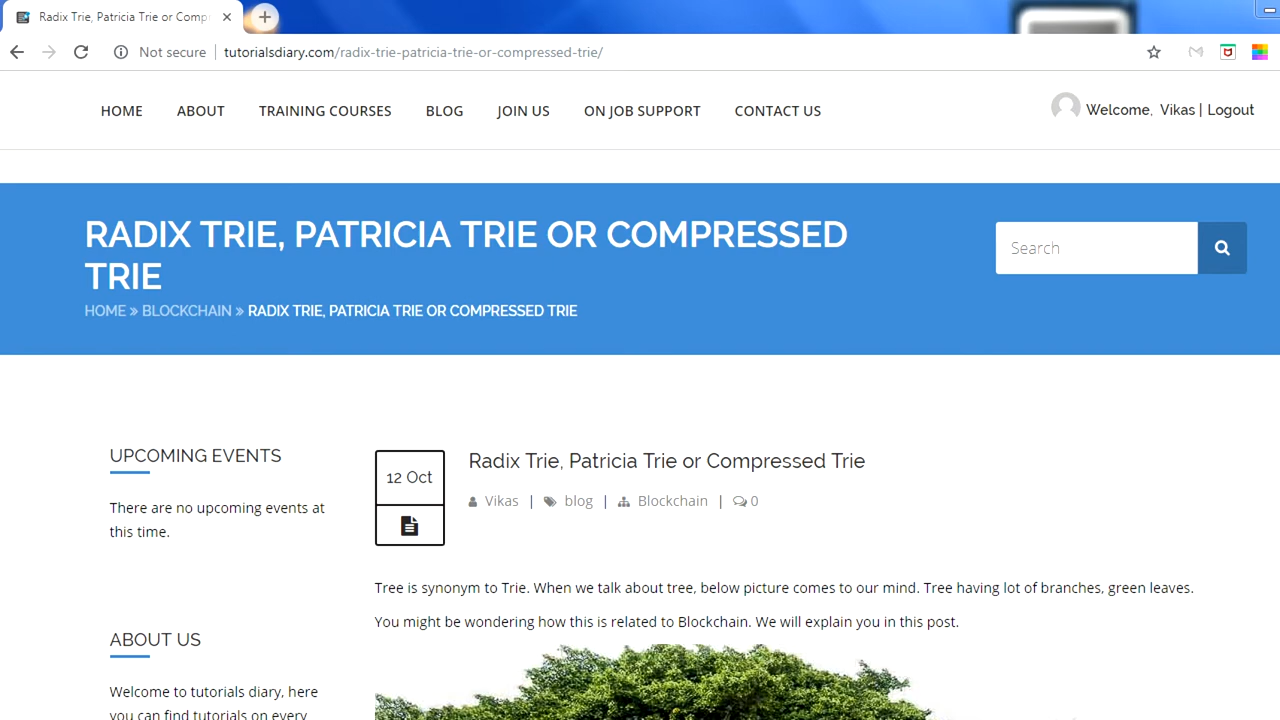 Radix Trie, Patricia Trie or Comp
Not secure
tutorialsdiary.com/radix-trie-patricia-trie-or-compressed-trie/
HOME ABOUT TRAINING COURSES BLOG JOIN US ON JOB SUPPORT CONTACT US
Welcome, Vikas | Logout
RADIX TRIE, PATRICIA TRIE OR COMPRESSED
TRIE
Search
HOME » BLOCKCHAIN » RADIX TRIE, PATRICIA TRIE OR COMPRESSED TRIE
UPCOMING EVENTS
There are no upcoming events at
this time.
ABOUT US
Welcome to tutorials diary, here
you can find tutorials on every
12 Oct
Radix Trie, Patricia Trie or Compressed Trie
Vikas | blog | Blockchain | 0
Tree is synonym to Trie. When we talk about tree, below picture comes to our mind. Tree having lot of branches, green leaves.
You might be wondering how this is related to Blockchain. We will explain you in this post.